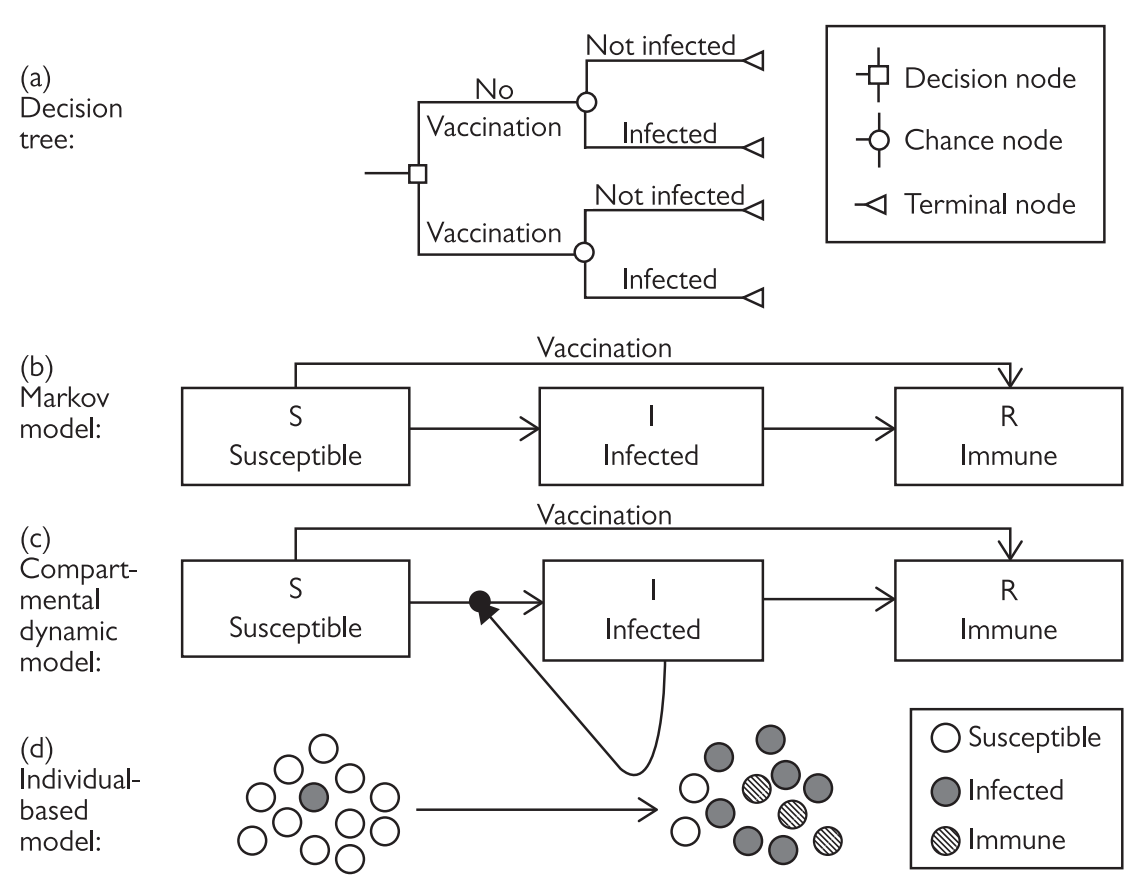 (a)
Decision
tree:
Not infected
No
Vaccination
Infected
Not infected
Vaccination
Infected
Decision node
Chance node
Terminal node
(b)
Markov
model:
Vaccination
S
Susceptible
I
Infected
R
Immune
(c)
Compart-
mental
dynamic
model:
Vaccination
S
Susceptible
I
Infected
R
Immune
(d)
Individual-
based
model:
Susceptible
Infected
Immune